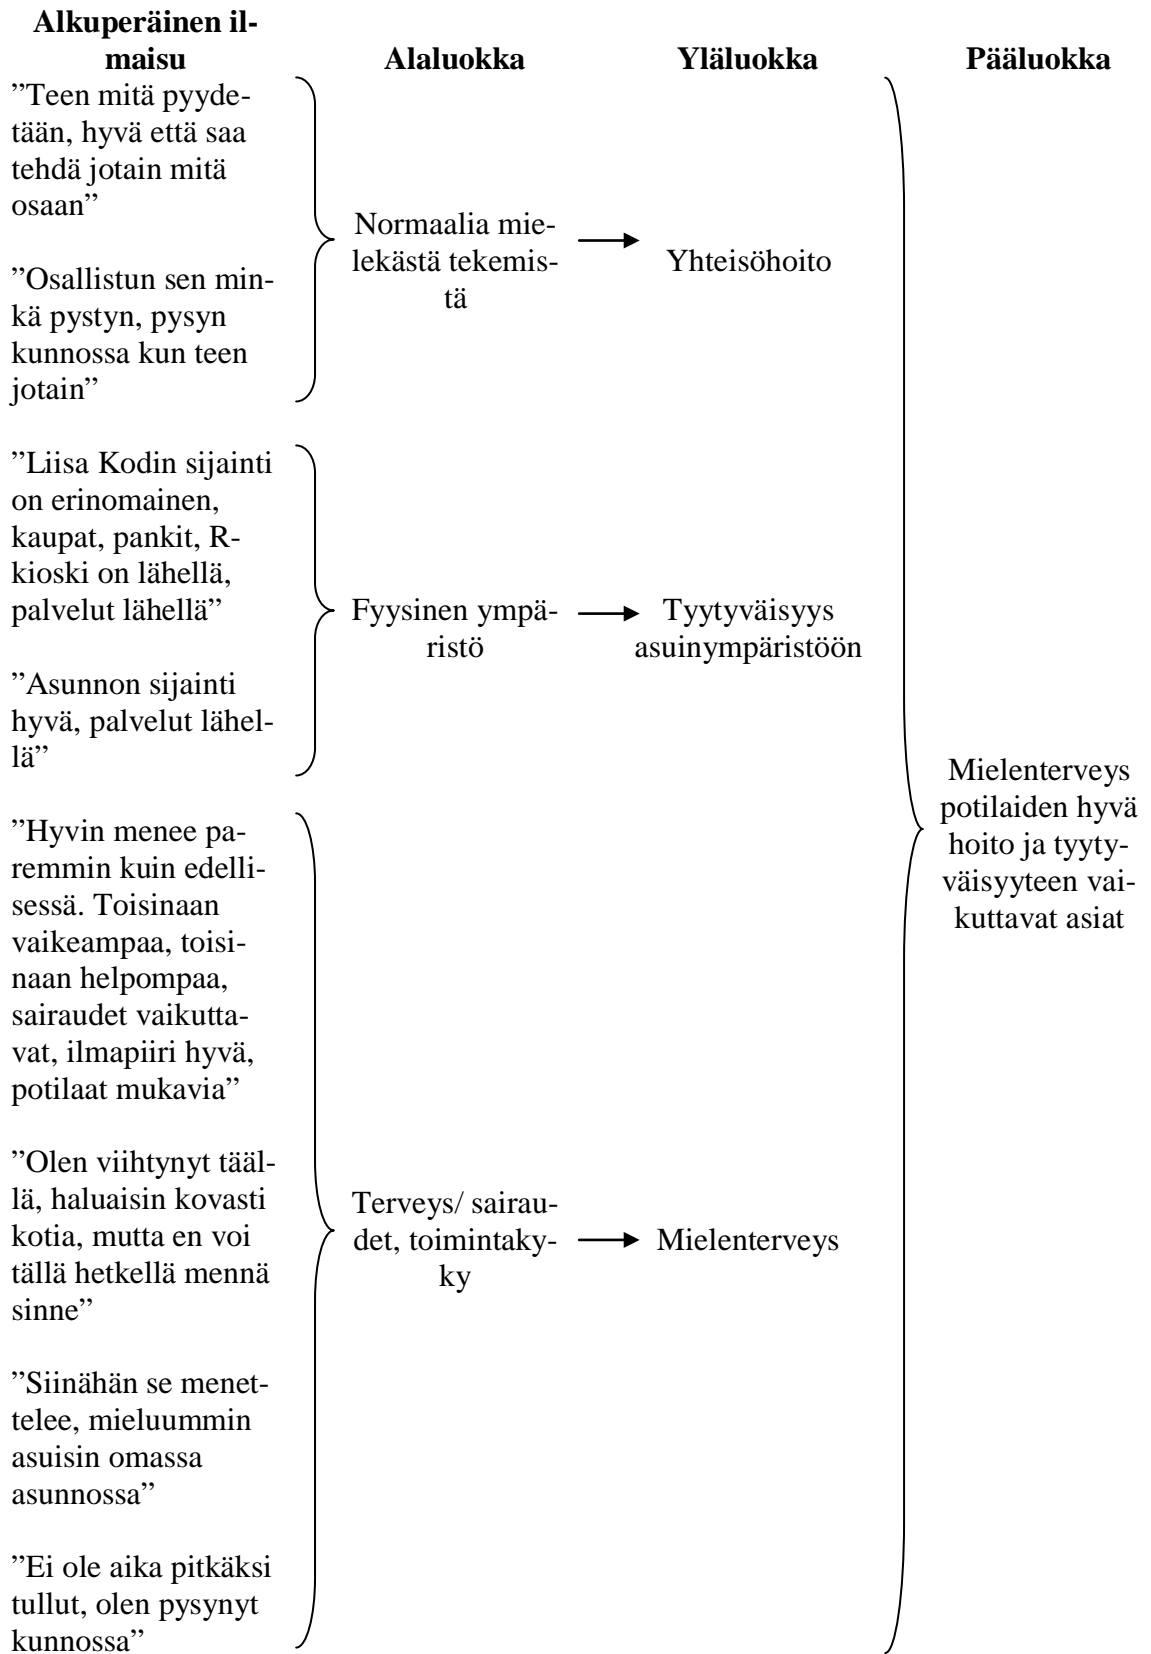 Alkuperäinen il-
maisu
Alaluokka
Yläluokka
Pääluokka
”Teen mitä pyyde-
tään, hyvä että saa
tehdä jotain mitä
osaan”
”Osallistun sen min-
kä pystyn, pysyn
kunnossa kun teen
jotain”
Normaalia mie-
lekästä tekemis-
tä
Yhteisöhoito
”Liisa Kodin sijainti
on erinomainen,
kaupat, pankit, R-
kioski on lähellä,
palvelut lähellä”
”Asunnon sijainti
hyvä, palvelut lähel-
lä”
Fyysinen ympä-
ristö
Tyytyväisyys
asuinympäristöön
”Hyvin menee pa-
remmin kuin edelli-
sessä. Toisinaan
vaikeampaa, toisi-
naan helpompaa,
sairaudet vaikutta-
vat, ilmapiiri hyvä,
potilaat mukavia”
”Olen viihtynyt tääl-
lä, haluaisin kovasti
kotia, mutta en voi
tällä hetkellä mennä
sinne”
”Siinähän se menet-
telee, mieluummin
asuisin omassa
asunnossa”
”Ei ole aika pitkäksi
tullut, olen pysynyt
kunnossa”
Terveys/ sairau-
det, toimintaky-
ky
Mielenterveys
Mielenterveys
potilaiden hyvä
hoito ja tyyty-
väisyyteen vai-
kuttavat asiat